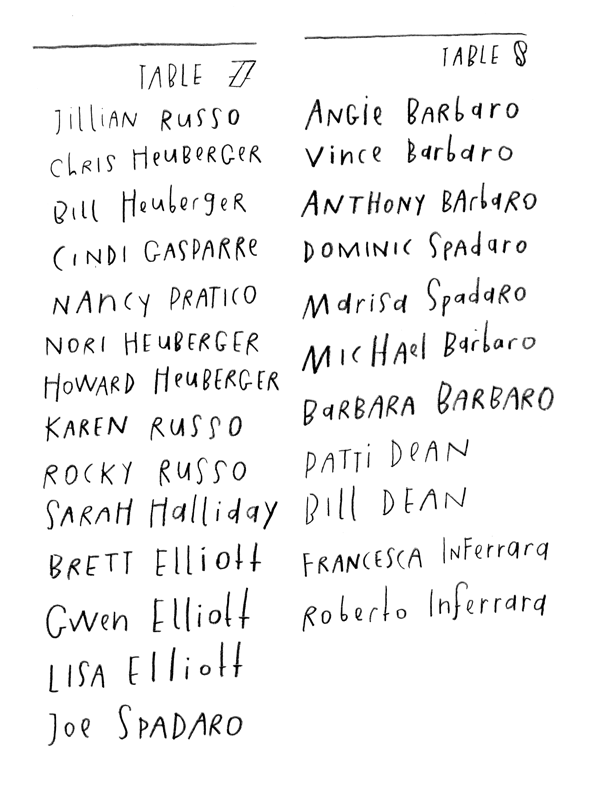 TABLE 7
JilliAN RUSSO
ChRIS HeUBERGER
Bill HeubergeR
CiNDI GASPARRe
NAncy PRATICO
NORI HEUBERGER
HOWARD HeuBERGER
KAREN RUSSO
ROCKY RUSSO
SARAH Halliday
BRETT Elliott
Gwen Elliott
LISA Elliott
Joe SPADARO
TABLE 8
ANGie BARbaro
Vince Barbaro
ANTHONY BArbaRO
DOMINIC SpAdaro
Marisa SpadaRo
MIcHAel Barbaro
BaRBARA BARBARO
PATTi DeAN
Bill DEAN
FRANCESCA INFerrara
Roberto Inferrara